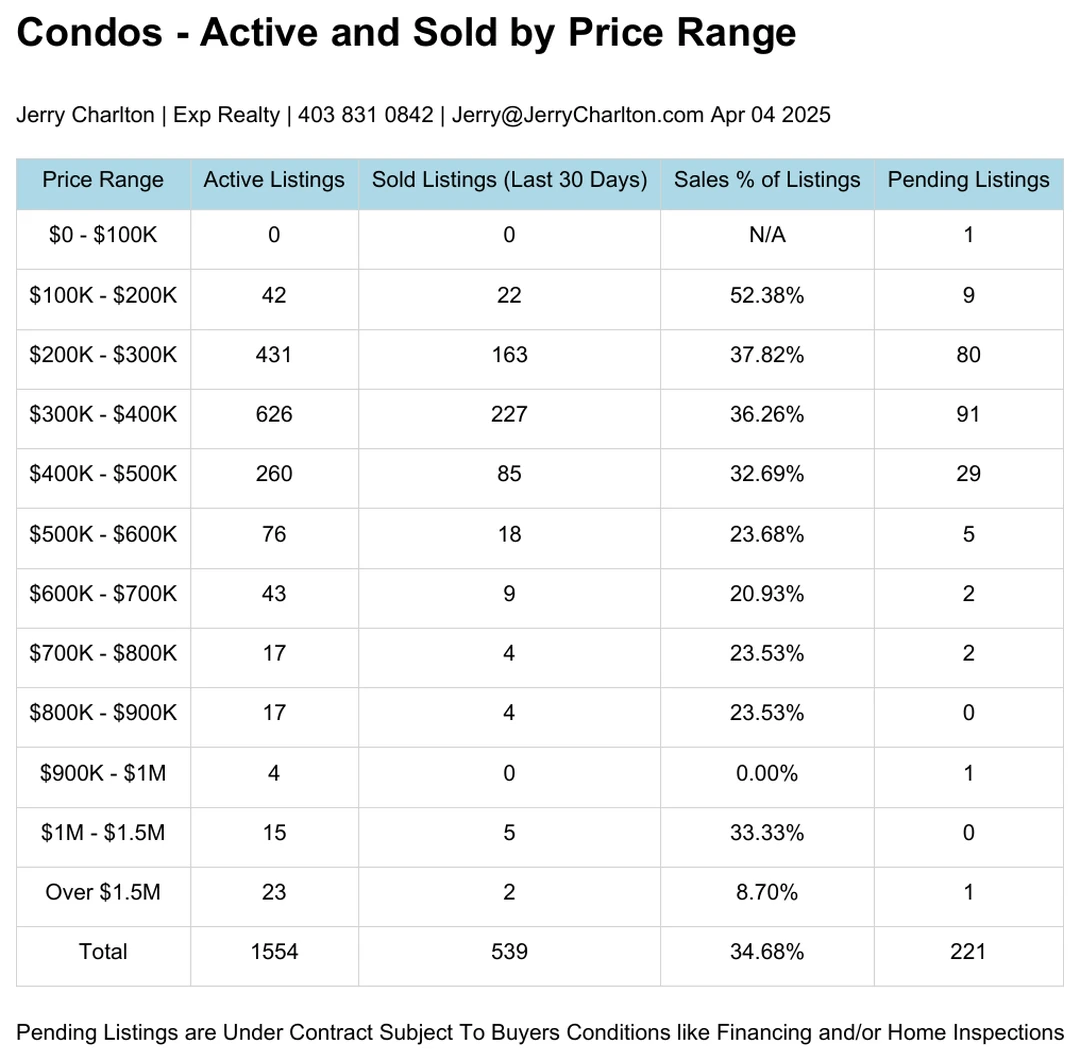 Condos - Active and Sold by Price Range
Jerry Charlton | Exp Realty | 403 831 0842 | Jerry@JerryCharlton.com Apr 04 2025
Price Range Active Listings Sold Listings (Last 30 Days) Sales % of Listings Pending Listings
$0 - $100K 0 0 N/A 1
$100K - $200K 42 22 52.38% 9
$200K - $300K 431 163 37.82% 80
$300K - $400K 626 227 36.26% 91
$400K - $500K 260 85 32.69% 29
$500K - $600K 76 18 23.68% 5
$600K - $700K 43 9 20.93% 2
$700K - $800K 17 4 23.53% 2
$800K - $900K 17 4 23.53% 0
$900K - $1M 4 0 0.00% 1
$1M - $1.5M 15 5 33.33% 0
Over $1.5M 23 2 8.70% 1
Total 1554 539 34.68% 221
Pending Listings are Under Contract Subject To Buyers Conditions like Financing and/or Home Inspections